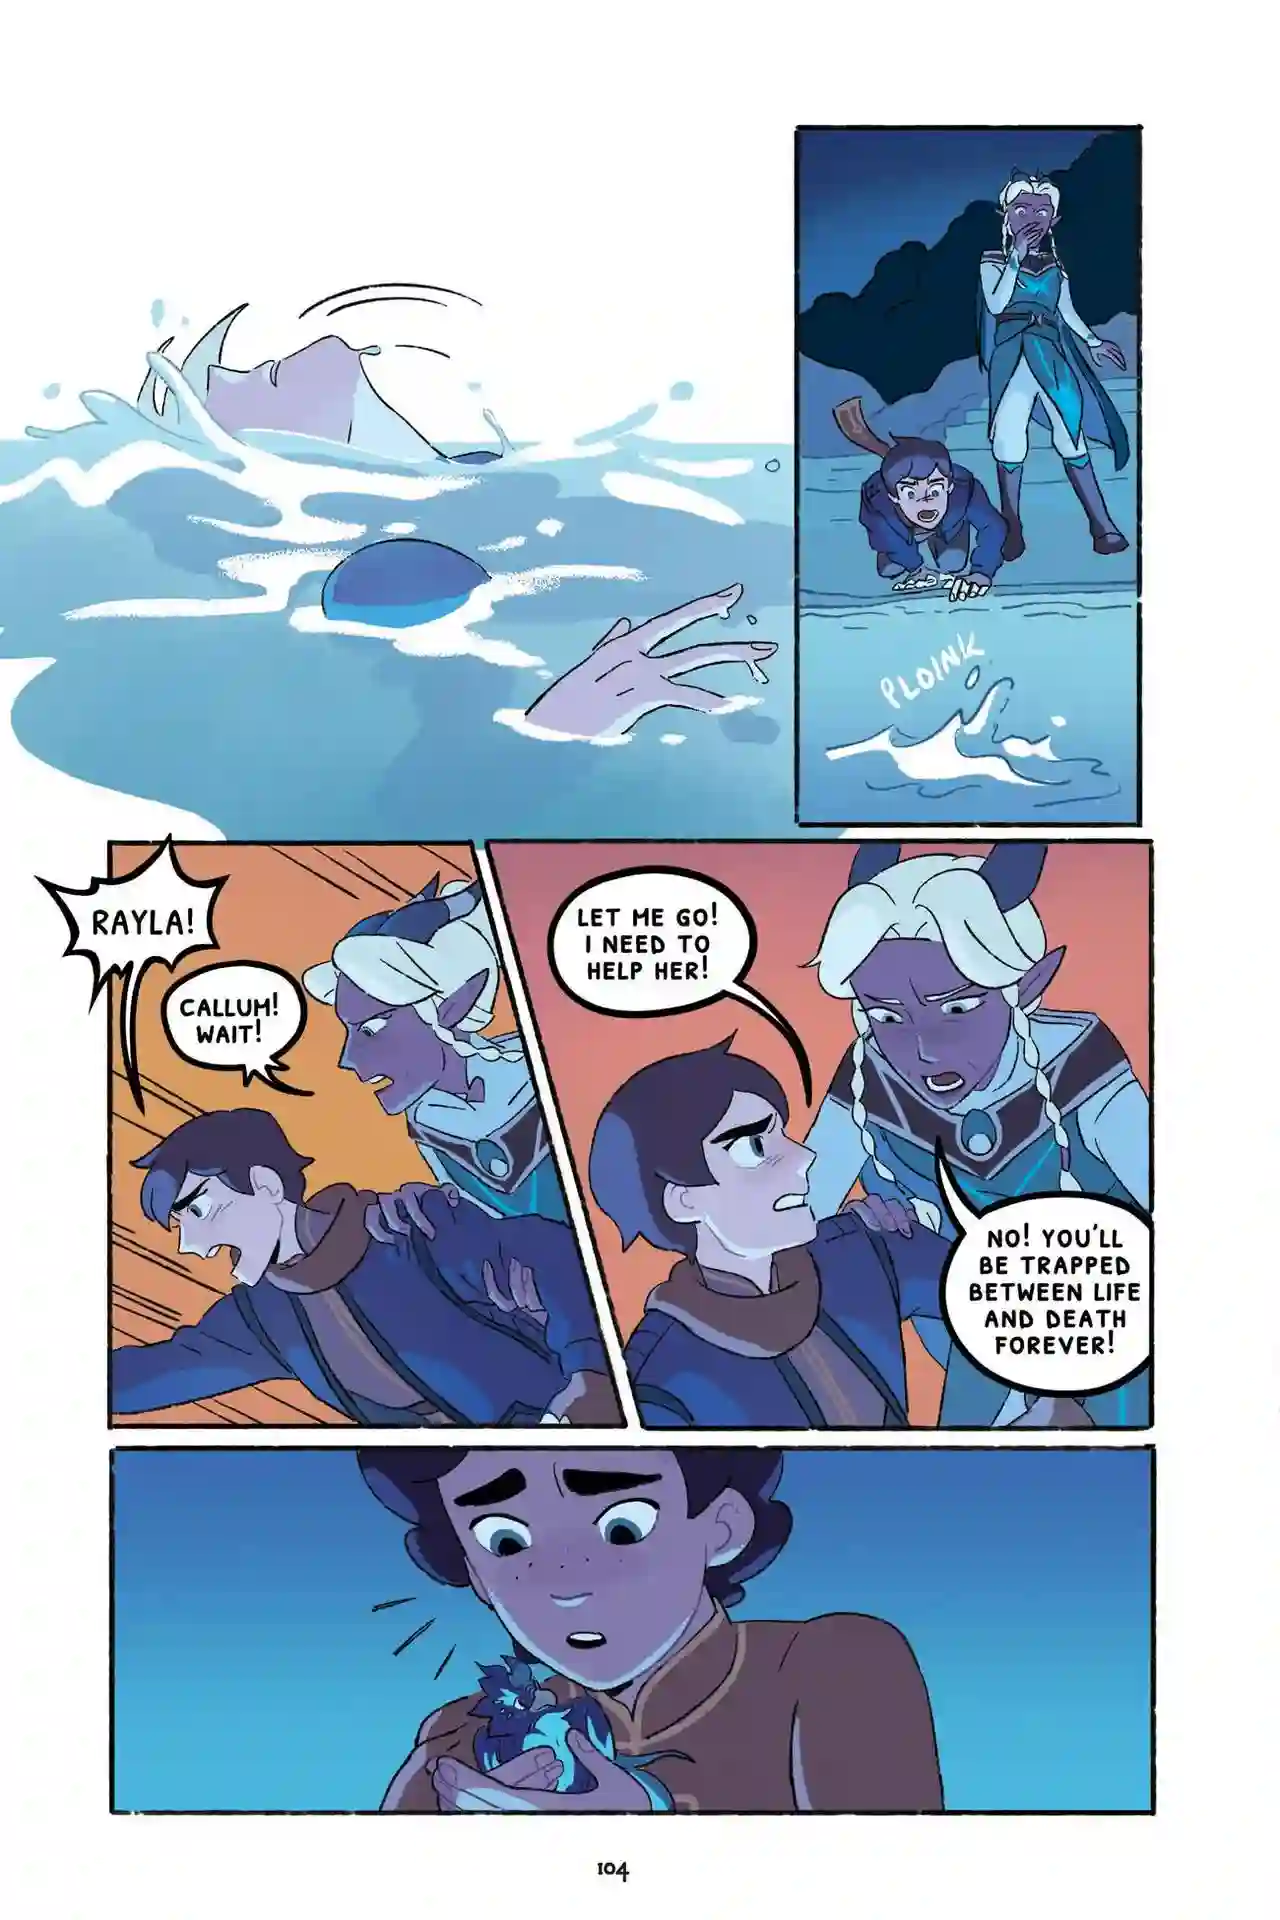 PLOINK
RAYLA!
CALLUM!
WAIT!
LET ME GO!
I NEED TO
HELP HER!
NO! YOU'LL
BE TRAPPED
BETWEEN LIFE
AND DEATH
FOREVER!
104